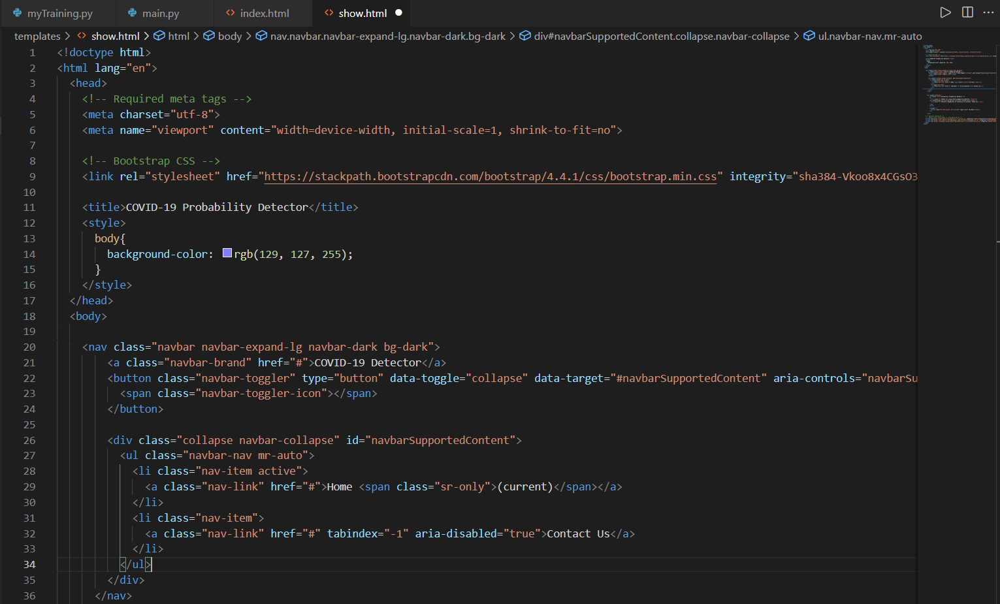 myTraining.py main.py index.html show.html
templates > show.html > html > body > nav.navbar.navbar-expand-lg.navbar-dark.bg-dark > div#navbarSupportedContent.collapse.navbar-collapse > ul.navbar-nav.mr-auto
1 <!doctype html>
2 <html lang="en">
3 <head>
4 <!-- Required meta tags -->
5 <meta charset="utf-8">
6 <meta name="viewport" content="width=device-width, initial-scale=1, shrink-to-fit=no">
7
8 <!-- Bootstrap CSS -->
9 <link rel="stylesheet" href="https://stackpath.bootstrapcdn.com/bootstrap/4.4.1/css/bootstrap.min.css" integrity="sha384-Vkoo8x4CGsO3
10
11 <title>COVID-19 Probability Detector</title>
12 <style>
13 body{
14 background-color: rgb(129, 127, 255);
15 }
16 </style>
17 </head>
18 <body>
19
20 <nav class="navbar navbar-expand-lg navbar-dark bg-dark">
21 <a class="navbar-brand" href="#">COVID-19 Detector</a>
22 <button class="navbar-toggler" type="button" data-toggle="collapse" data-target="#navbarSupportedContent" aria-controls="navbarSu
23 <span class="navbar-toggler-icon"></span>
24 </button>
25
26 <div class="collapse navbar-collapse" id="navbarSupportedContent">
27 <ul class="navbar-nav mr-auto">
28 <li class="nav-item active">
29 <a class="nav-link" href="#">Home <span class="sr-only">(current)</span></a>
30 </li>
31 <li class="nav-item">
32 <a class="nav-link" href="#" tabindex="-1" aria-disabled="true">Contact Us</a>
33 </li>
34 </ul>
35 </div>
36 </nav>